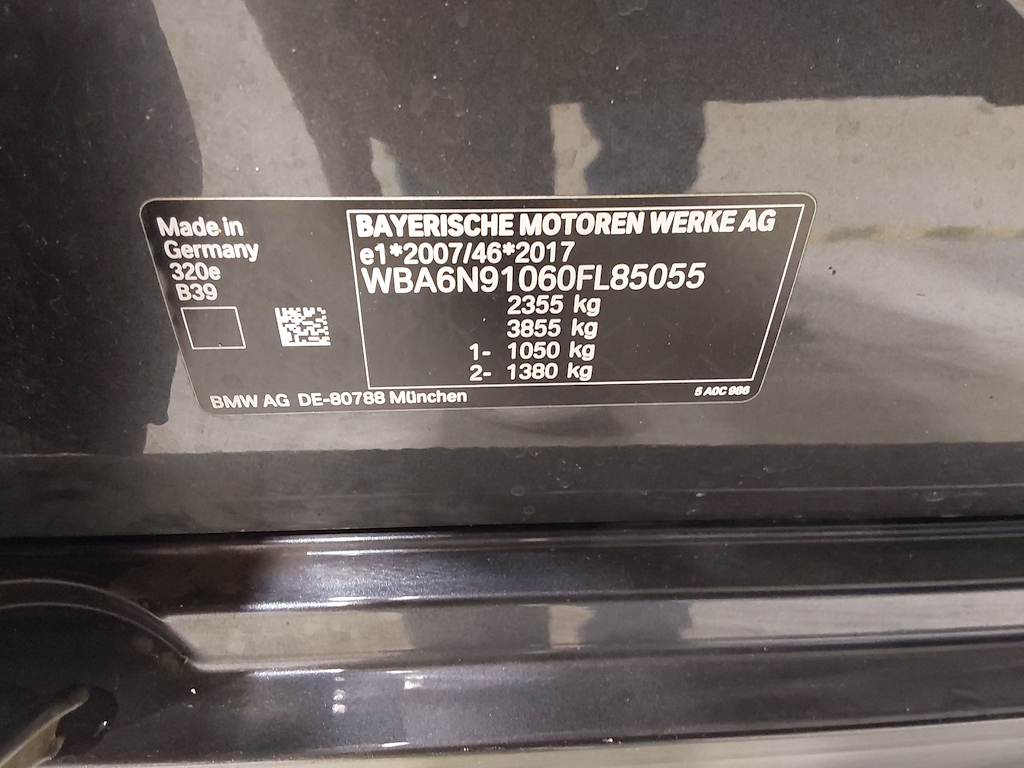 Made in
Germany
320e
B39
BAYERISCHE MOTOREN WERKE AG
e1*2007/46*2017
WBA6N91060FL85055
2355 kg
3855 kg
1- 1050 kg
2- 1380 kg
BMW AG DE-80788 München
5 A0C 986